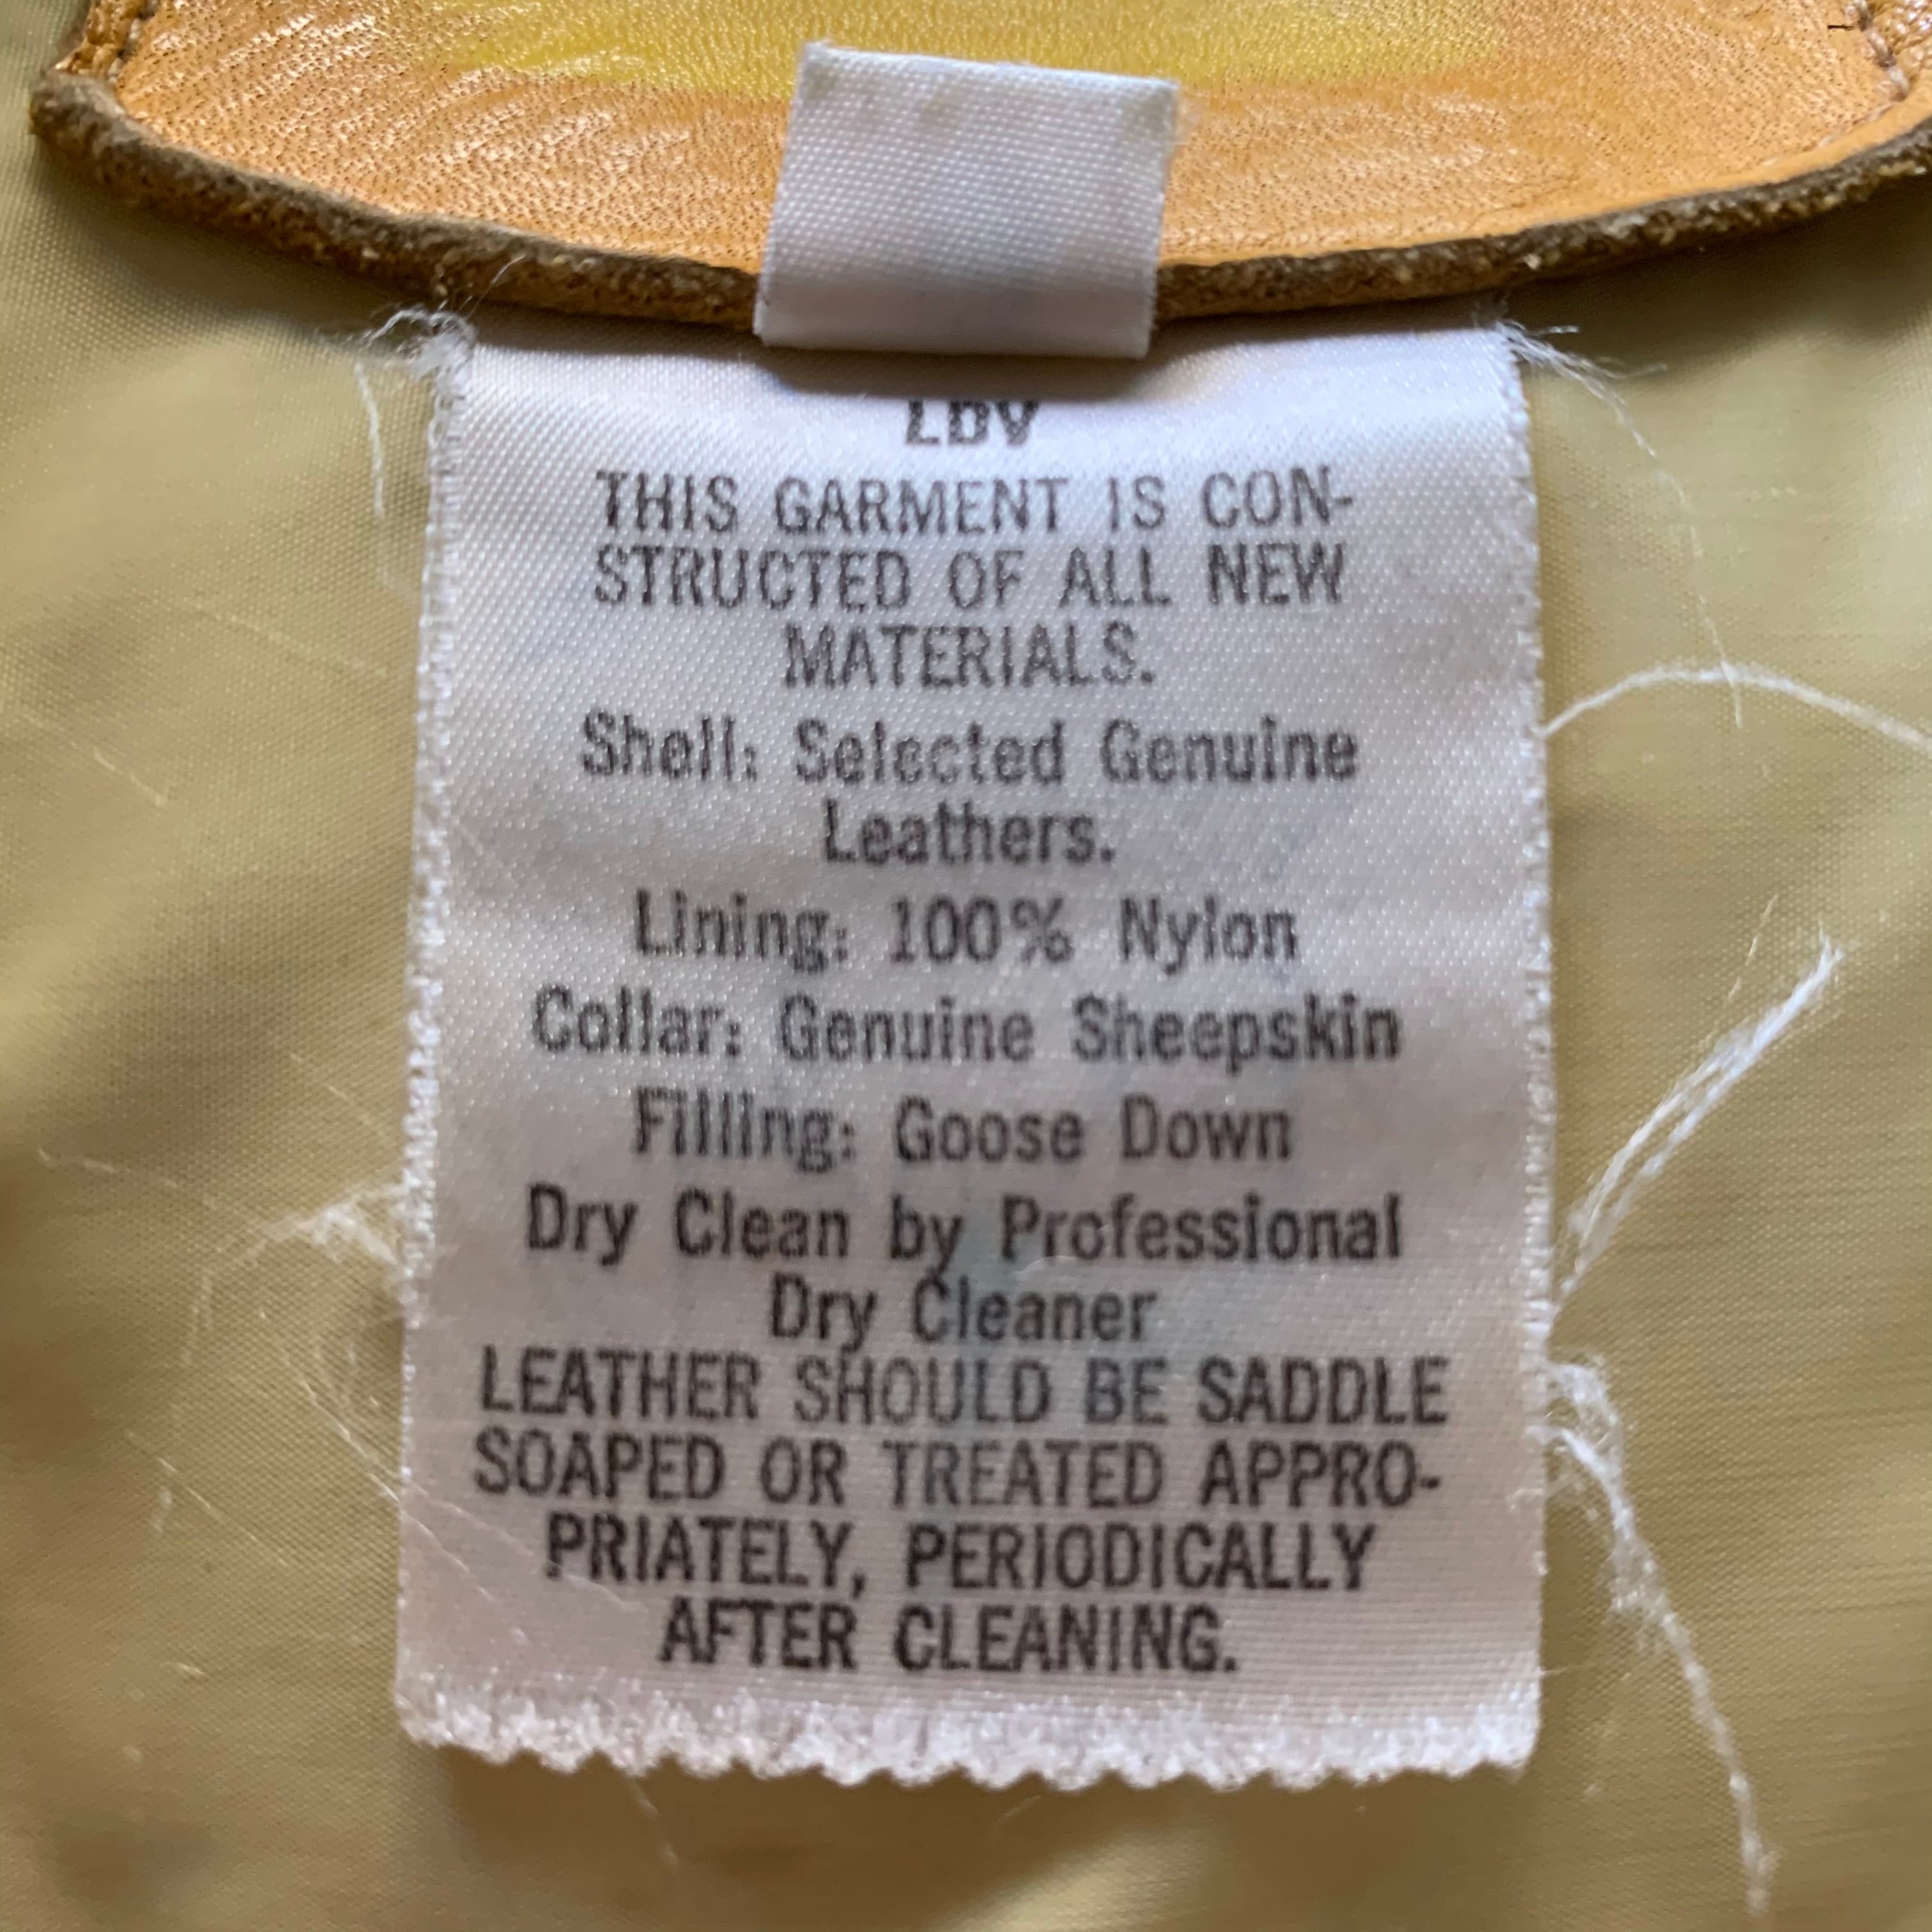 LDV
THIS GARMENT IS CON-
STRUCTED OF ALL NEW
MATERIALS.
Shell: Selected Genuine
Leathers.
Lining: 100% Nylon
Collar: Genuine Sheepskin
Filling: Goose Down
Dry Clean by Professional
Dry Cleaner
LEATHER SHOULD BE SADDLE
SOAPED OR TREATED APPRO-
PRIATELY, PERIODICALLY
AFTER CLEANING.